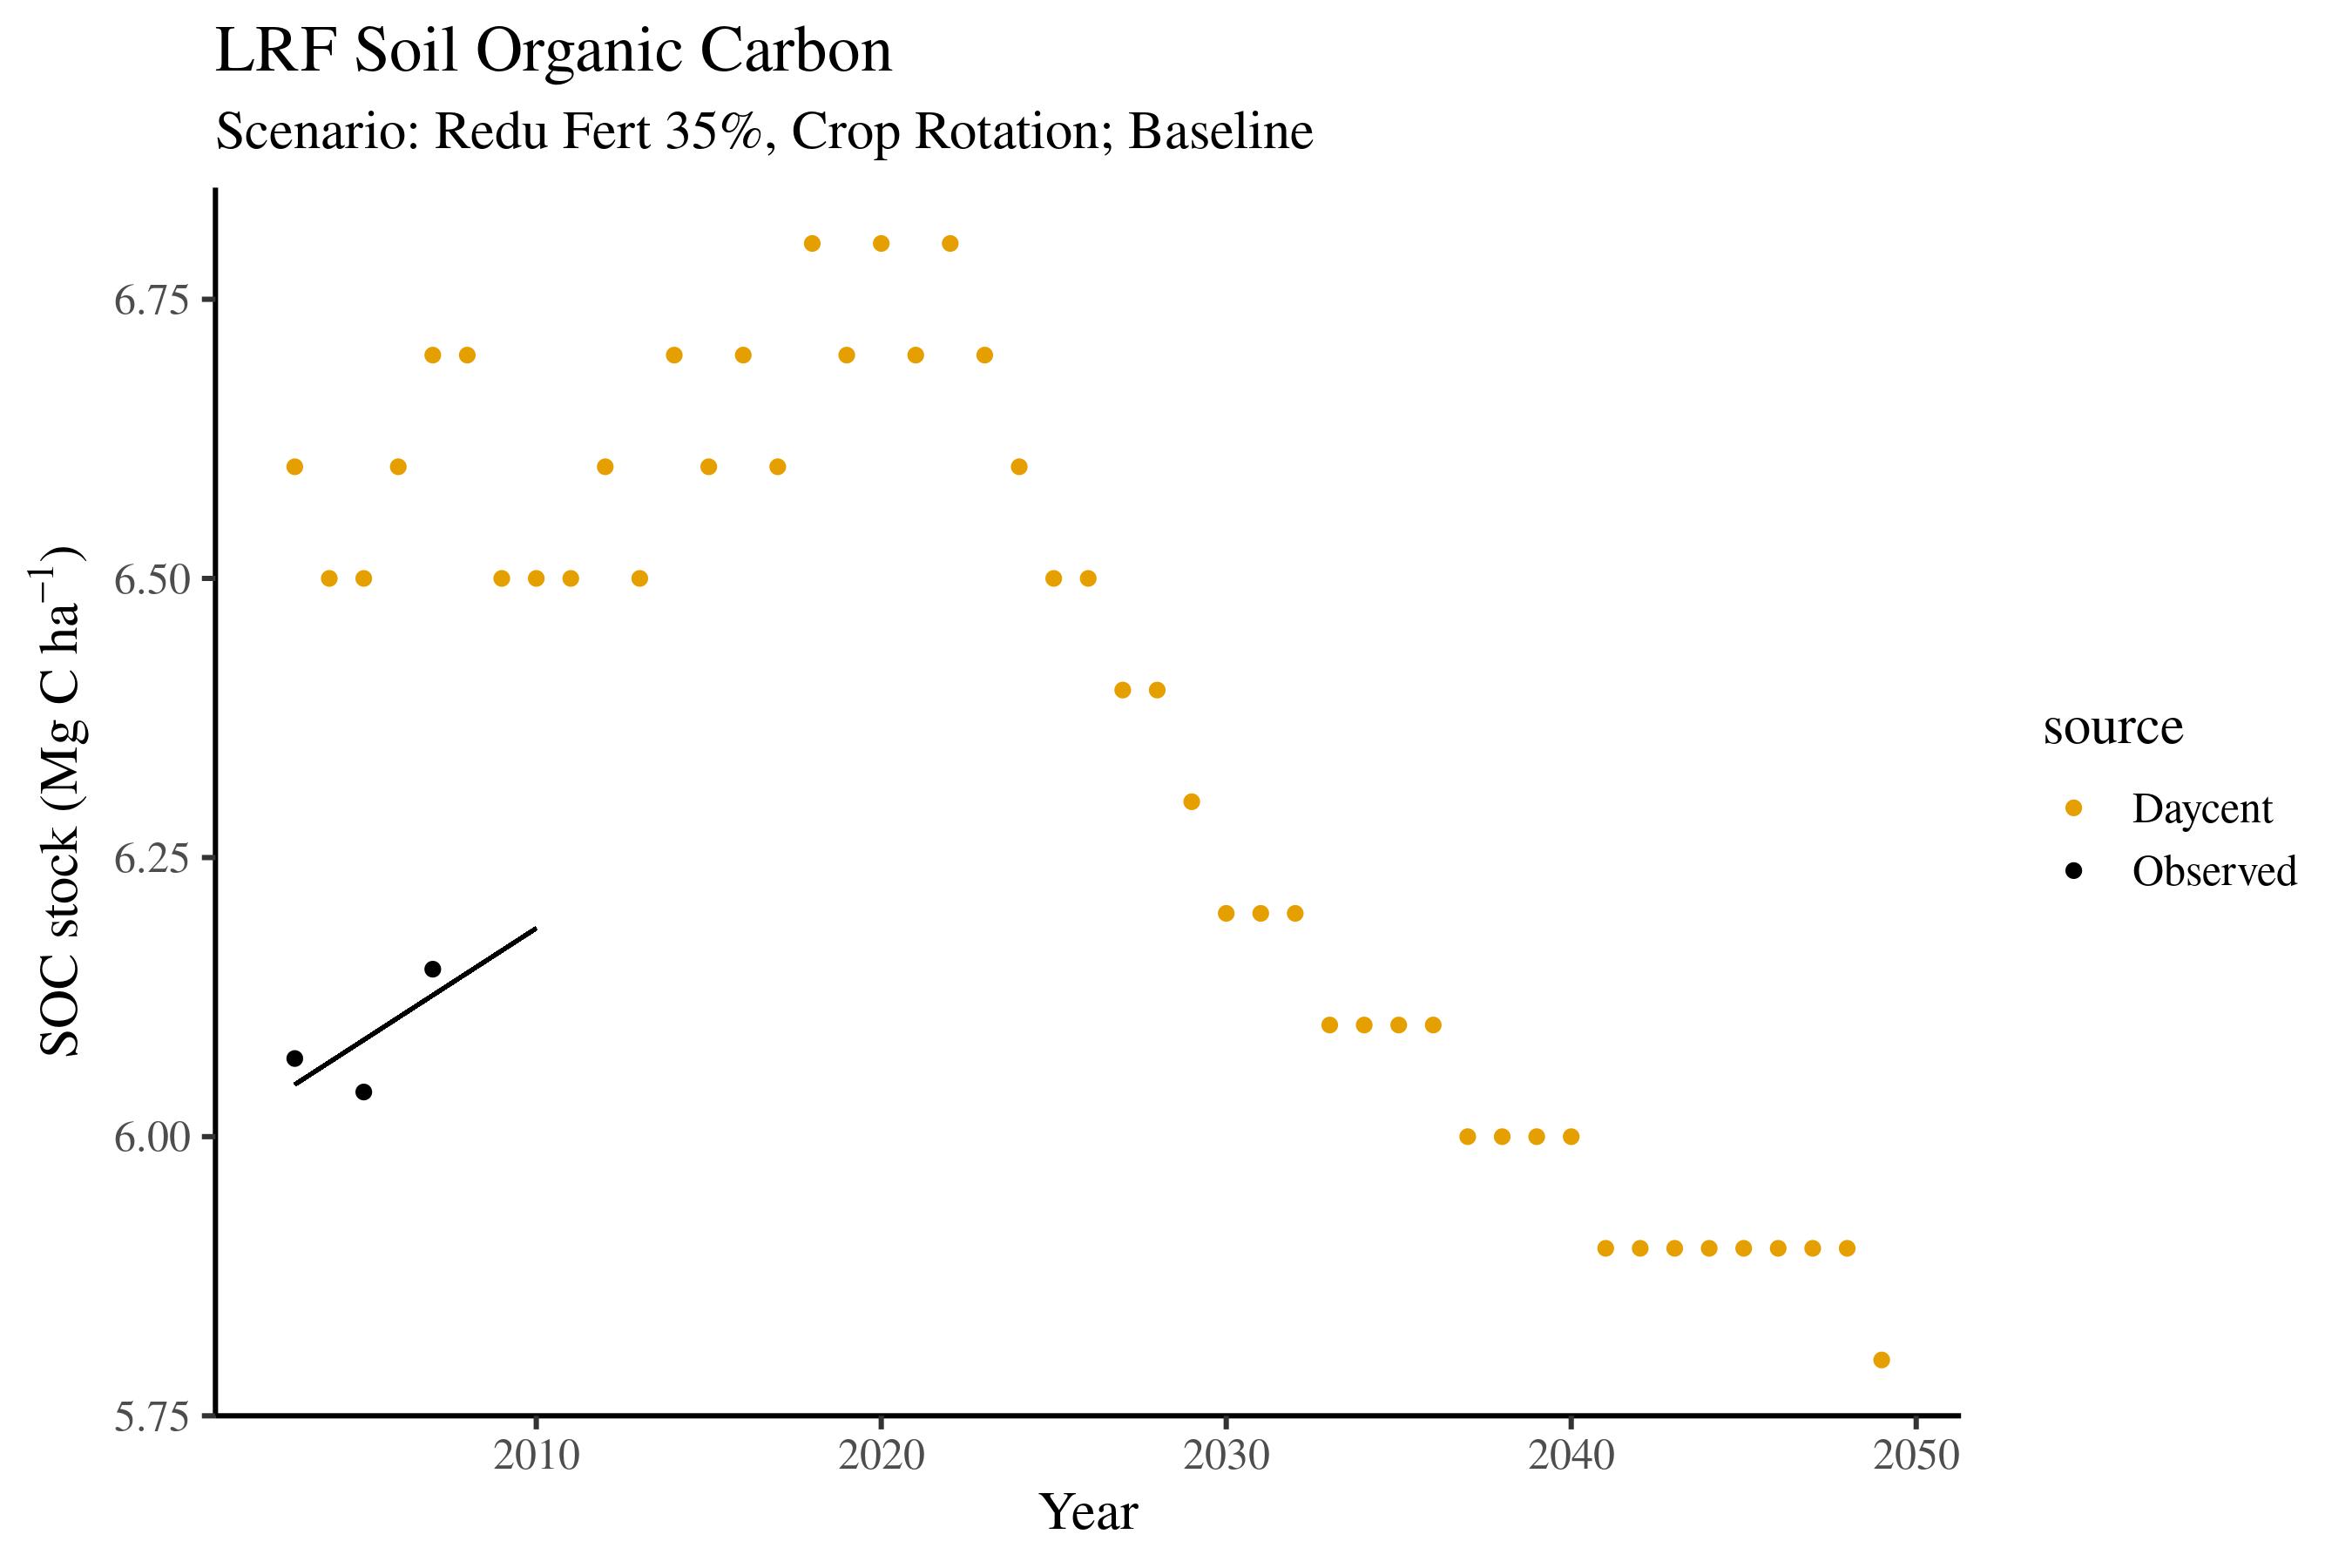 LRF Soil Organic Carbon
Scenario: Redu Fert 35%, Crop Rotation; Baseline
SOC stock (Mg C ha⁻¹)
6.75
6.50
6.25
6.00
5.75
2010 2020 2030 2040 2050
Year
source
Daycent
Observed